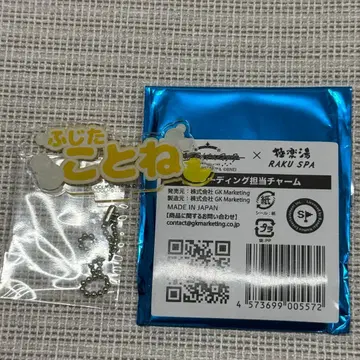 ふじた
ことね
×
極楽湯
RAKU SPA
ーディング担当チャーム
発売元：株式会社 GK Marketing
製造元：株式会社 GK Marketing
MADE IN JAPAN
【商品に関するお問い合わせ】
contact@gkmarketing.co.jp
紙
プラ
4 573699 005572